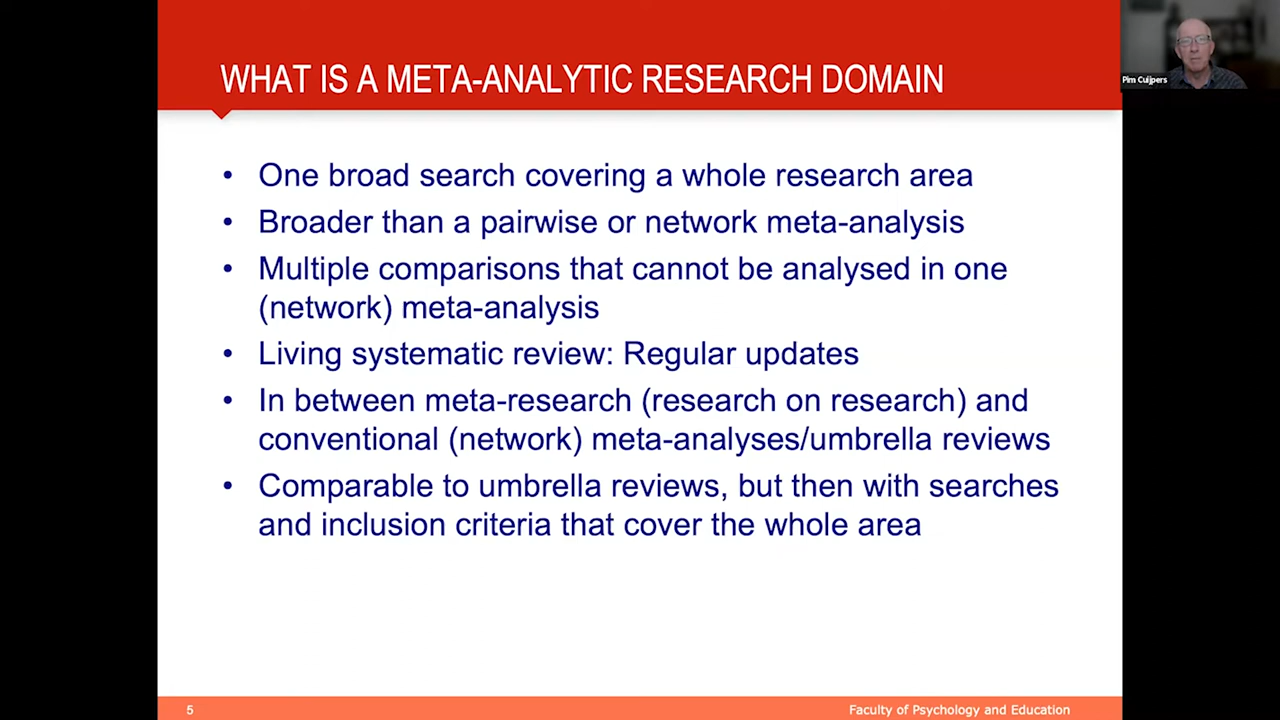 WHAT IS A META-ANALYTIC RESEARCH DOMAIN
Pim Cuijpers
• One broad search covering a whole research area
• Broader than a pairwise or network meta-analysis
• Multiple comparisons that cannot be analysed in one
(network) meta-analysis
• Living systematic review: Regular updates
• In between meta-research (research on research) and
conventional (network) meta-analyses/umbrella reviews
• Comparable to umbrella reviews, but then with searches
and inclusion criteria that cover the whole area
5
Faculty of Psychology and Education